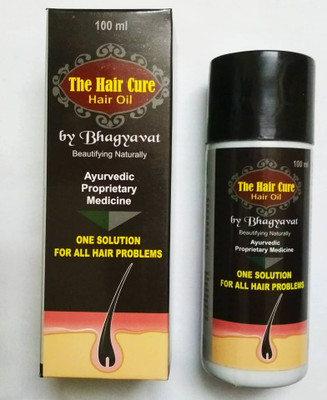 100 ml
The Hair Cure
Hair Oil
by Bhagyavat
Beautifying Naturally
Ayurvedic
Proprietary
Medicine
ONE SOLUTION
FOR ALL HAIR PROBLEMS
100 ml
The Hair Cure
Hair Oil
by Bhagyavat
Beautifying Naturally
Ayurvedic
Proprietary Medicine
ONE SOLUTION
FOR ALL HAIR PROBLEMS